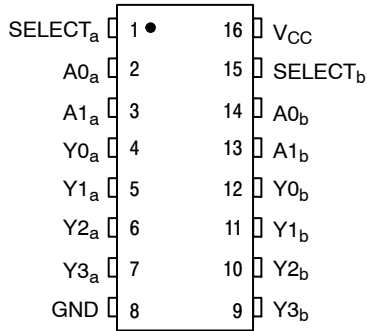 SELECTa 1 16 VCC
A0a 2 15 SELECTb
A1a 3 14 A0b
Y0a 4 13 A1b
Y1a 5 12 Y0b
Y2a 6 11 Y1b
Y3a 7 10 Y2b
GND 8 9 Y3b